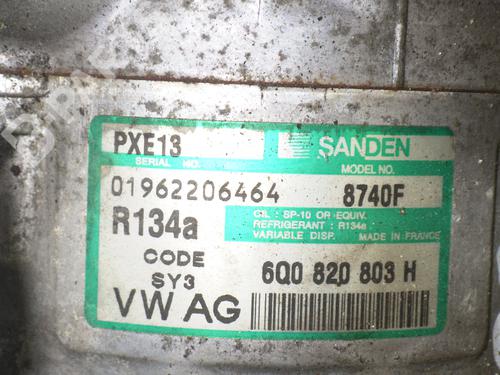 PXE13 SANDEN
SERIAL NO. MODEL NO.
01962206464 8740F
R134a OIL : SP-10 OR EQUIV.
REFRIGERANT : R134a
VARIABLE DISP. MADE IN FRANCE
CODE
SY3
6Q0 820 803 H
VW AG